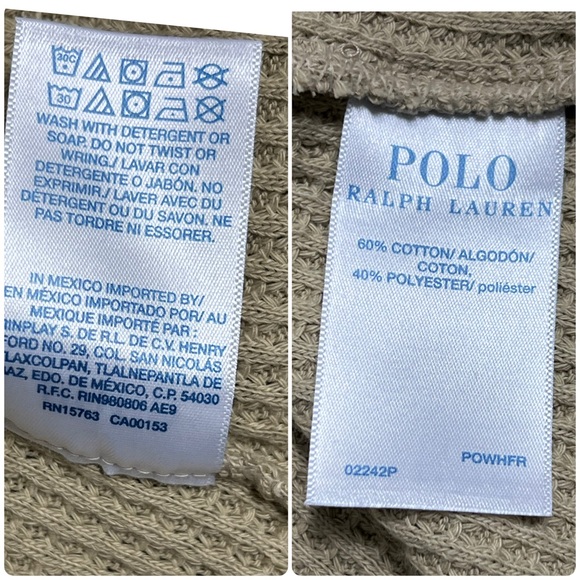 30C
30
WASH WITH DETERGENT OR
SOAP. DO NOT TWIST OR
WRING./ LAVAR CON
DETERGENTE O JABÓN. NO
EXPRIMIR./ LAVER AVEC DU
DÉTERGENT OU DU SAVON. NE
PAS TORDRE NI ESSORER.
IN MEXICO IMPORTED BY/
EN MÉXICO IMPORTADO POR/ AU
MEXIQUE IMPORTÉ PAR :
RINPLAY S. DE R.L. DE C.V. HENRY
FORD NO. 29, COL. SAN NICOLÁS
TLAXCOLPAN, TLALNEPANTLA DE
BAZ, EDO. DE MÉXICO, C.P. 54030
R.F.C. RIN980806 AE9
RN15763 CA00153
POLO
RALPH LAUREN
60% COTTON/ ALGODÓN/
COTON,
40% POLYESTER/ poliéster
02242P
POWHFR